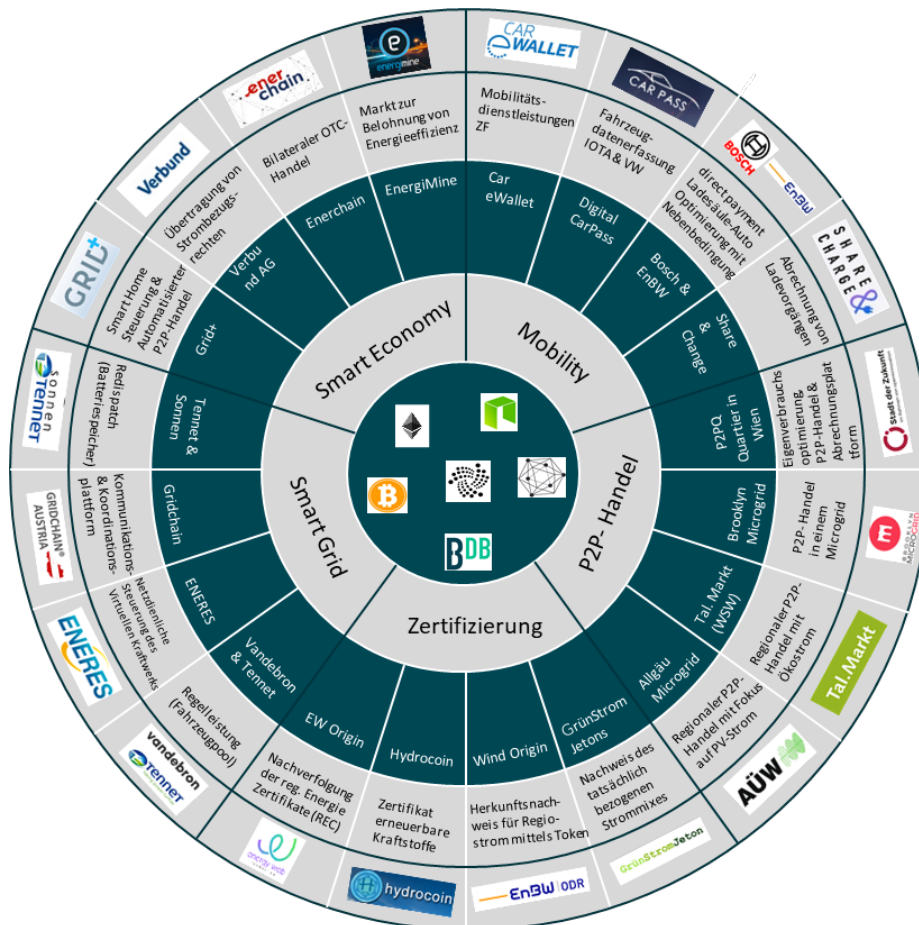 CAR
eWALLET
CAR PASS
BOSCH
EnBW
SHARE
CHARGE
Stadt der Zukunft
BROOKLYN
MICROGRID
Tal.Markt
AÜW
GrünStromJeton
EnBW ODR
hydrocoin
energy web
vandebron
Tennet
ENERES
GRIDCHAIN®
AUSTRIA
sonnen
TenneT
GRID+
Verbund
ener
chain
energimine
Mobilitäts-
dienstleistungen
ZF
Fahrzeug-
datenerfassung
IOTA & VW
direct payment
Ladesäule-Auto
Optimierung mit
Nebenbedingung
Abrechnung von
Ladevorgängen
Eigenverbrauchs
optimierung,
P2P-Handel &
Abrechnungsplat
tform
P2P- Handel
in einem
Microgrid
Regionaler P2P-
Handel mit
Ökostrom
Regionaler P2P-
Handel mit Fokus
auf PV-Strom
Nachweis des
tatsächlich
bezogenen
Strommixes
Herkunftsnach-
weis für Regio-
strom mittels Token
Zertifikat
erneuerbare
Kraftstoffe
Nachverfolgung
der reg. Energie
Zertifikate (REC)
Regelleistung
(Fahrzeugpool)
Netzdienliche
Steuerung des
Virtuellen Kraftwerks
Kommunikations-
& Koordinations-
plattform
Redispatch
(Batteriespeicher)
Smart Home
Steuerung &
Automatisierter
P2P-Handel
Übertragung von
Strombezugs-
rechten
Bilateraler OTC-
Handel
Markt zur
Belohnung von
Energieeffizienz
Car
eWallet
Digital
CarPass
Bosch &
EnBW
Share
&
Change
P2PQ
Quartier in
Wien
Brooklyn
Microgrid
Tal. Markt
(WSW)
Allgäu
Microgrid
GrünStrom
Jetons
Wind Origin
Hydrocoin
EW Origin
Vandebron
& Tennet
ENERES
Gridchain
Tennet &
Sonnen
Grid+
Verbu
nd AG
Enerchain
EnergiMine
Smart Economy
Mobility
P2P- Handel
Zertifizierung
Smart Grid
BDB